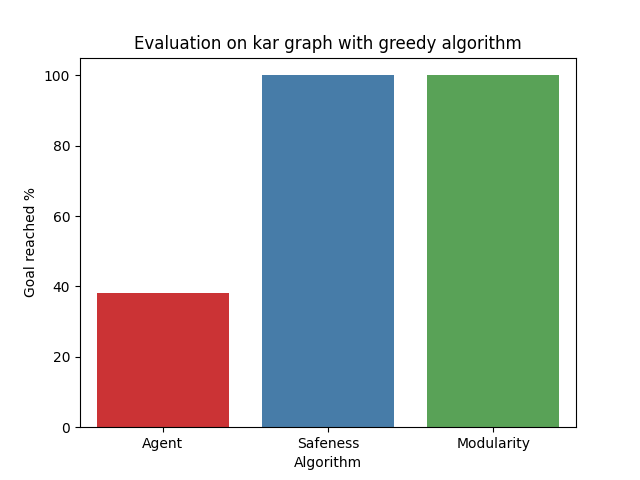 Evaluation on kar graph with greedy algorithm
100
80
60
40
20
0
Goal reached %
Agent
Safeness
Modularity
Algorithm